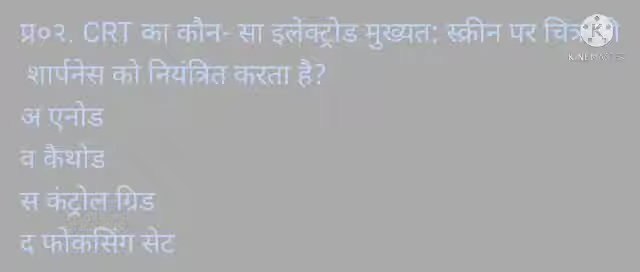 प्र०२. CRT का कौन- सा इलेक्ट्रोड मुख्यत: स्क्रीन पर
शार्पनेस को नियंत्रित करता है?
अ एनोड
व कैथोड
स कंट्रोल ग्रिड
द फोकसिंग सेट